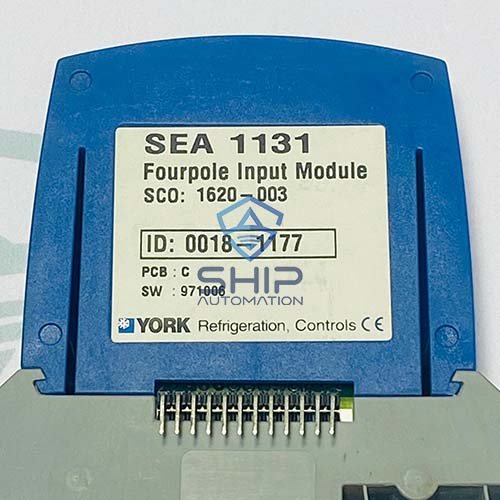 SEA 1131
Fourpole Input Module
SCO: 1620-003
ID: 0018-1177
PCB : C
SHIP
SW : 971006
AUTOMATION
YORK Refrigeration, Controls CE